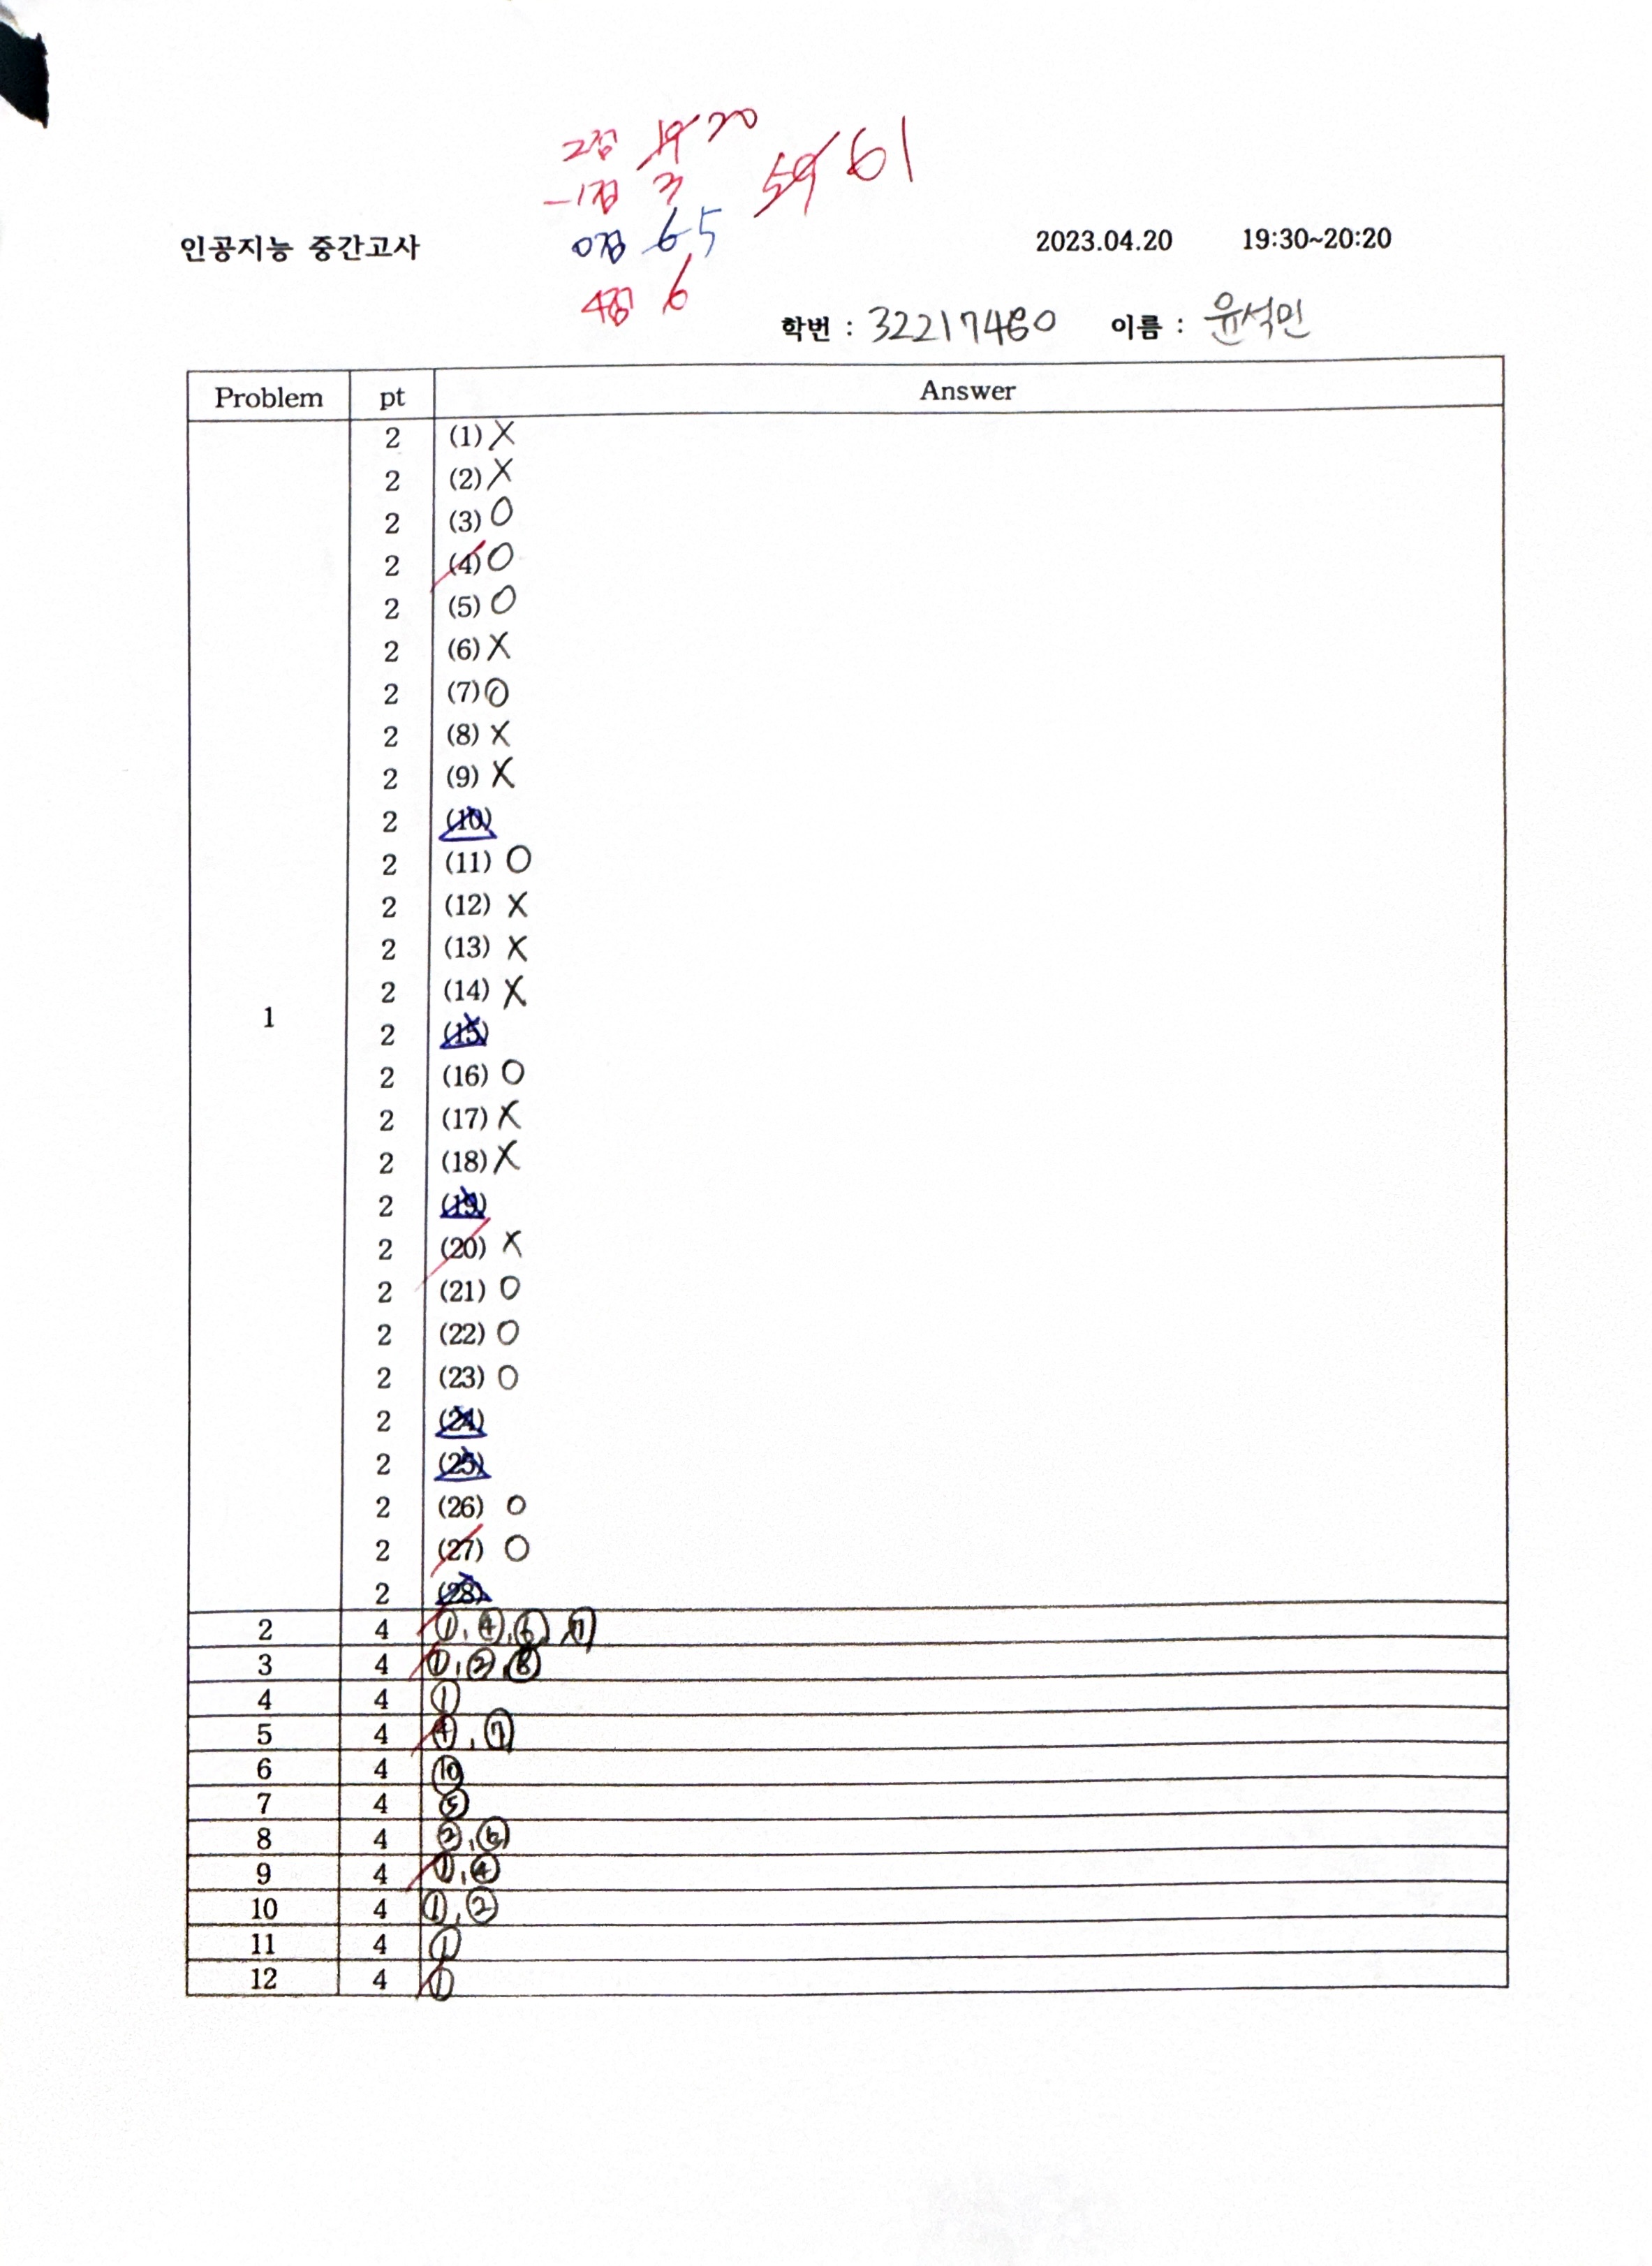 2점 19 20
-1점 3 59 61
0점 6 5
4점 6
인공지능 중간고사 2023.04.20 19:30~20:20
학번 : 32217460 이름 : 윤석민
Problem pt Answer
2 (1) X
2 (2) X
2 (3) O
2 (4) O
2 (5) O
2 (6) X
2 (7) O
2 (8) X
2 (9) X
2 (10)
2 (11) O
2 (12) X
2 (13) X
2 (14) X
1
2 (15)
2 (16) O
2 (17) X
2 (18) X
2 (19)
2 (20) X
2 (21) O
2 (22) O
2 (23) O
2 (24)
2 (25)
2 (26) O
2 (27) O
2 (28)
2 4 ①, ④, ⑥, ⑦
3 4 ①, ②, ⑧
4 4 ①
5 4 ④, ⑦
6 4 ⑩
7 4 ⑤
8 4 ②, ⑥
9 4 ①, ④
10 4 ①, ②
11 4 ①
12 4 ①